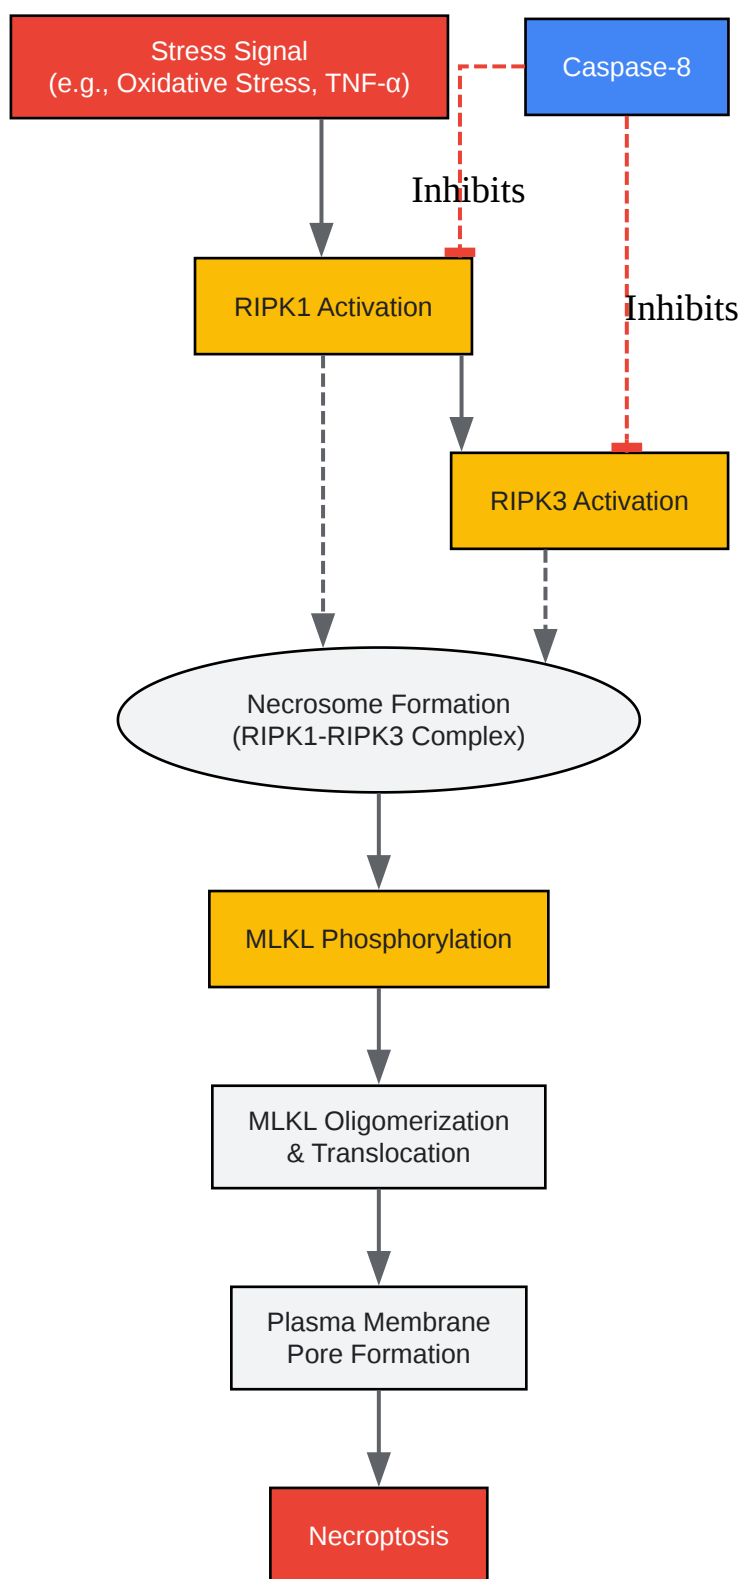 Stress Signal
(e.g., Oxidative Stress, TNF-α)
Caspase-8
Inhibits
RIPK1 Activation
Inhibits
RIPK3 Activation
Necrosome Formation
(RIPK1-RIPK3 Complex)
MLKL Phosphorylation
MLKL Oligomerization
& Translocation
Plasma Membrane
Pore Formation
Necroptosis